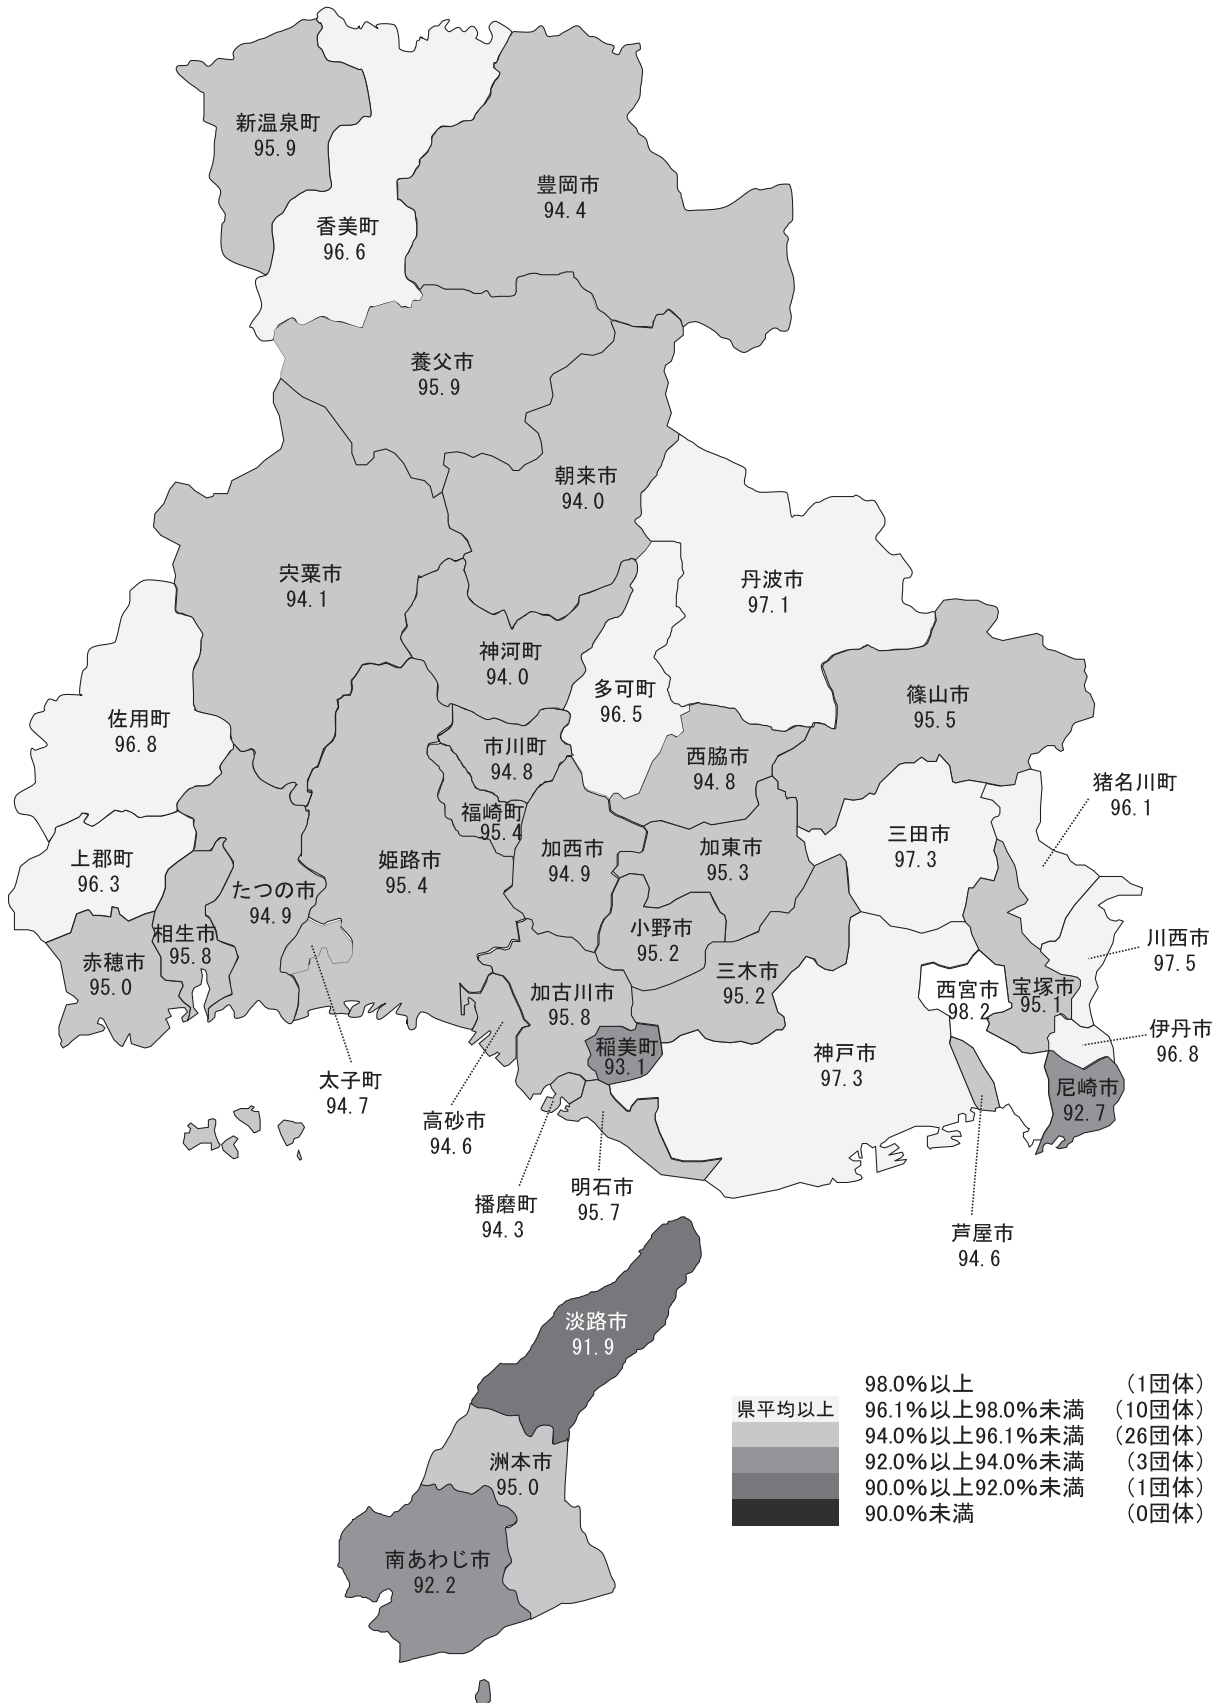 新温泉町
95.9
豊岡市
94.4
香美町
96.6
養父市
95.9
朝来市
94.0
宍粟市
94.1
丹波市
97.1
神河町
94.0
多可町
96.5
篠山市
95.5
佐用町
96.8
市川町
94.8
西脇市
94.8
猪名川町
96.1
福崎町
95.4
三田市
97.3
上郡町
96.3
姫路市
95.4
加西市
94.9
加東市
95.3
たつの市
94.9
相生市
95.8
小野市
95.2
川西市
97.5
赤穂市
95.0
三木市
95.2
西宮市
98.2
宝塚市
95.1
加古川市
95.8
稲美町
93.1
神戸市
97.3
伊丹市
96.8
太子町
94.7
高砂市
94.6
尼崎市
92.7
播磨町
94.3
明石市
95.7
芦屋市
94.6
淡路市
91.9
洲本市
95.0
南あわじ市
92.2
98.0%以上 (1団体)
県平均以上 96.1%以上98.0%未満 (10団体)
94.0%以上96.1%未満 (26団体)
92.0%以上94.0%未満 (3団体)
90.0%以上92.0%未満 (1団体)
90.0%未満 (0団体)